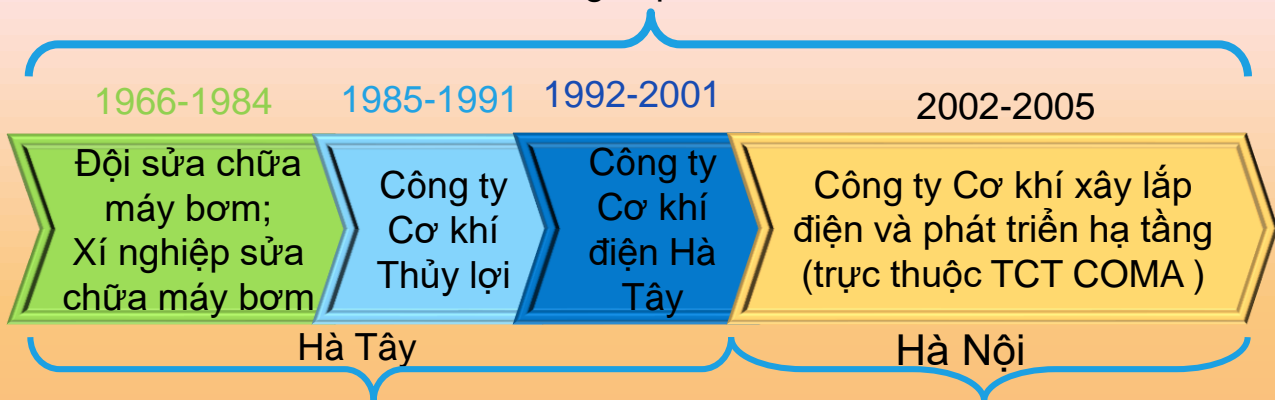 1966-1984
1985-1991
1992-2001
2002-2005
Đội sửa chữa
máy bơm;
Xí nghiệp sửa
chữa máy bơm
Công ty
Cơ khí
Thủy lợi
Công ty
Cơ khí
điện Hà
Tây
Công ty Cơ khí xây lắp
điện và phát triển hạ tầng
(trực thuộc TCT COMA )
Hà Tây
Hà Nội